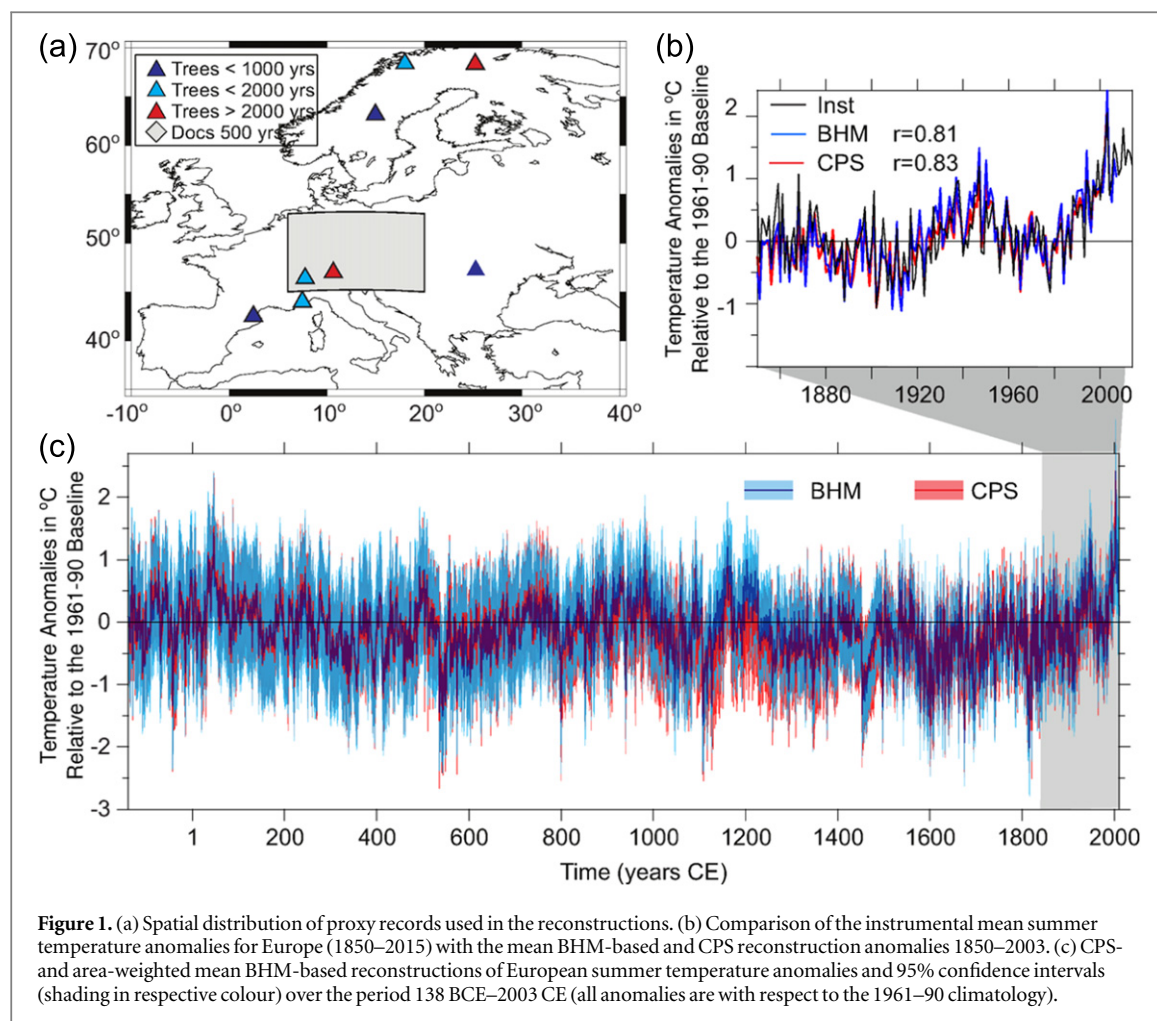 (a)
70°
60°
50°
40°
-10°
0°
10°
20°
30°
40°
Trees < 1000 yrs
Trees < 2000 yrs
Trees > 2000 yrs
Docs 500 yrs
(b)
Temperature Anomalies in °C
Relative to the 1961-90 Baseline
2
1
0
-1
Inst
BHM r=0.81
CPS r=0.83
1880
1920
1960
2000
(c)
Temperature Anomalies in °C
Relative to the 1961-90 Baseline
2
1
0
-1
-2
-3
BHM
CPS
1
200
400
600
800
1000
1200
1400
1600
1800
2000
Time (years CE)
Figure 1. (a) Spatial distribution of proxy records used in the reconstructions. (b) Comparison of the instrumental mean summer
temperature anomalies for Europe (1850–2015) with the mean BHM-based and CPS reconstruction anomalies 1850–2003. (c) CPS-
and area-weighted mean BHM-based reconstructions of European summer temperature anomalies and 95% confidence intervals
(shading in respective colour) over the period 138 BCE–2003 CE (all anomalies are with respect to the 1961–90 climatology).